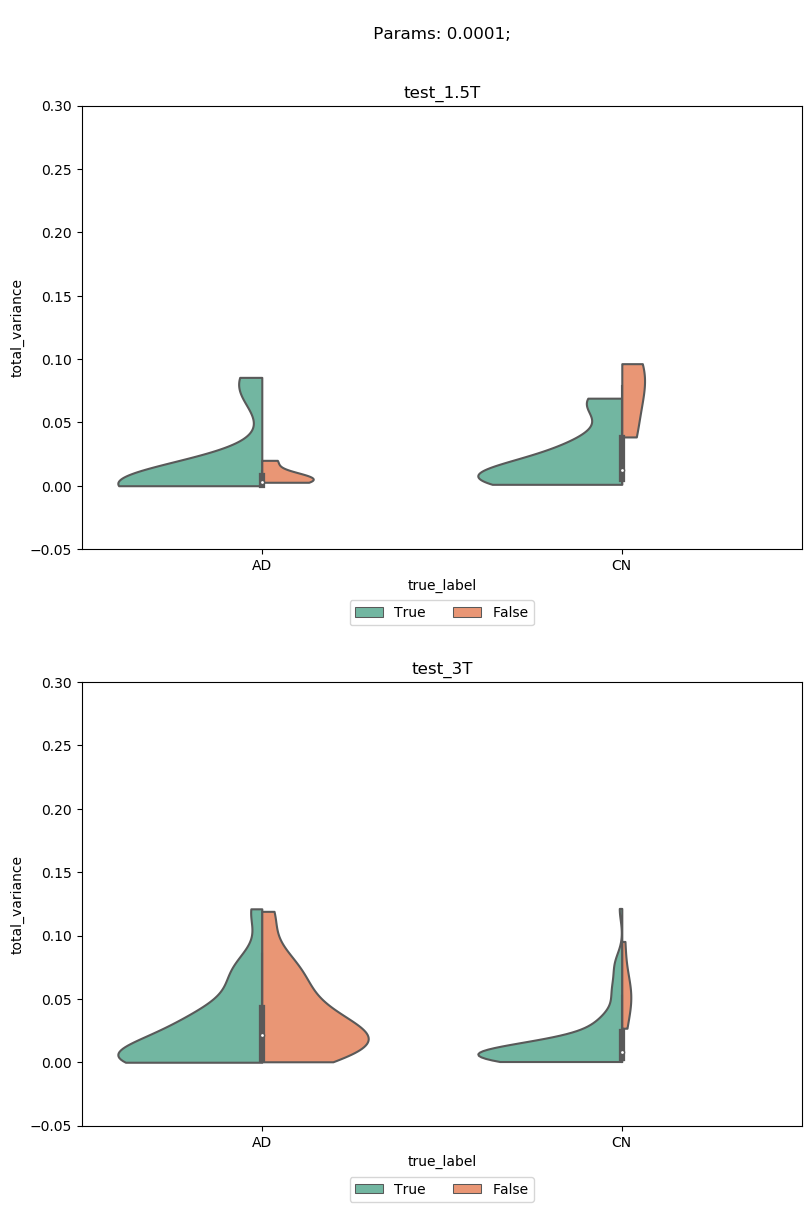 Params: 0.0001;
test_1.5T
0.30
0.25
0.20
0.15
0.10
0.05
0.00
−0.05
total_variance
AD CN
true_label
True False
test_3T
0.30
0.25
0.20
0.15
0.10
0.05
0.00
−0.05
total_variance
AD CN
true_label
True False